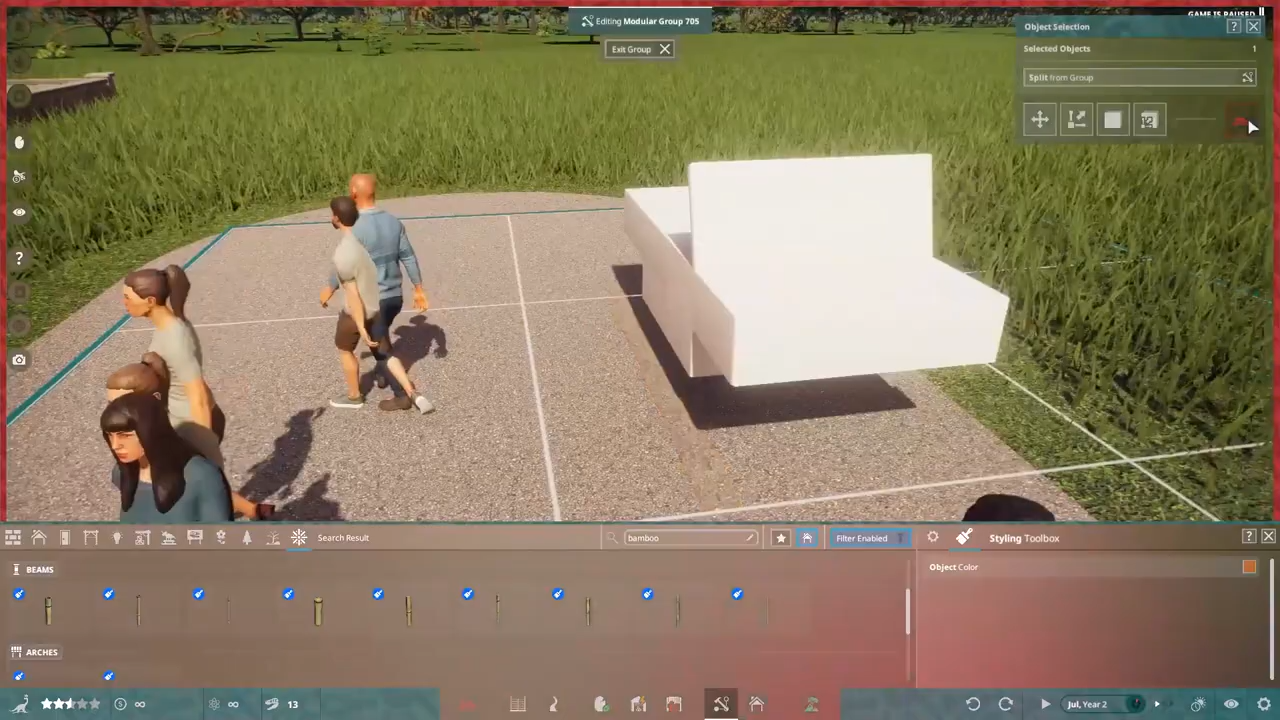 Editing Modular Group 705
GAME IS PAUSED
Exit Group
Object Selection
?
Selected Objects 1
Split from Group
?
Search Result
bamboo
Filter Enabled
Styling Toolbox
?
BEAMS
Object Color
ARCHES
∞
∞
13
Jul, Year 2